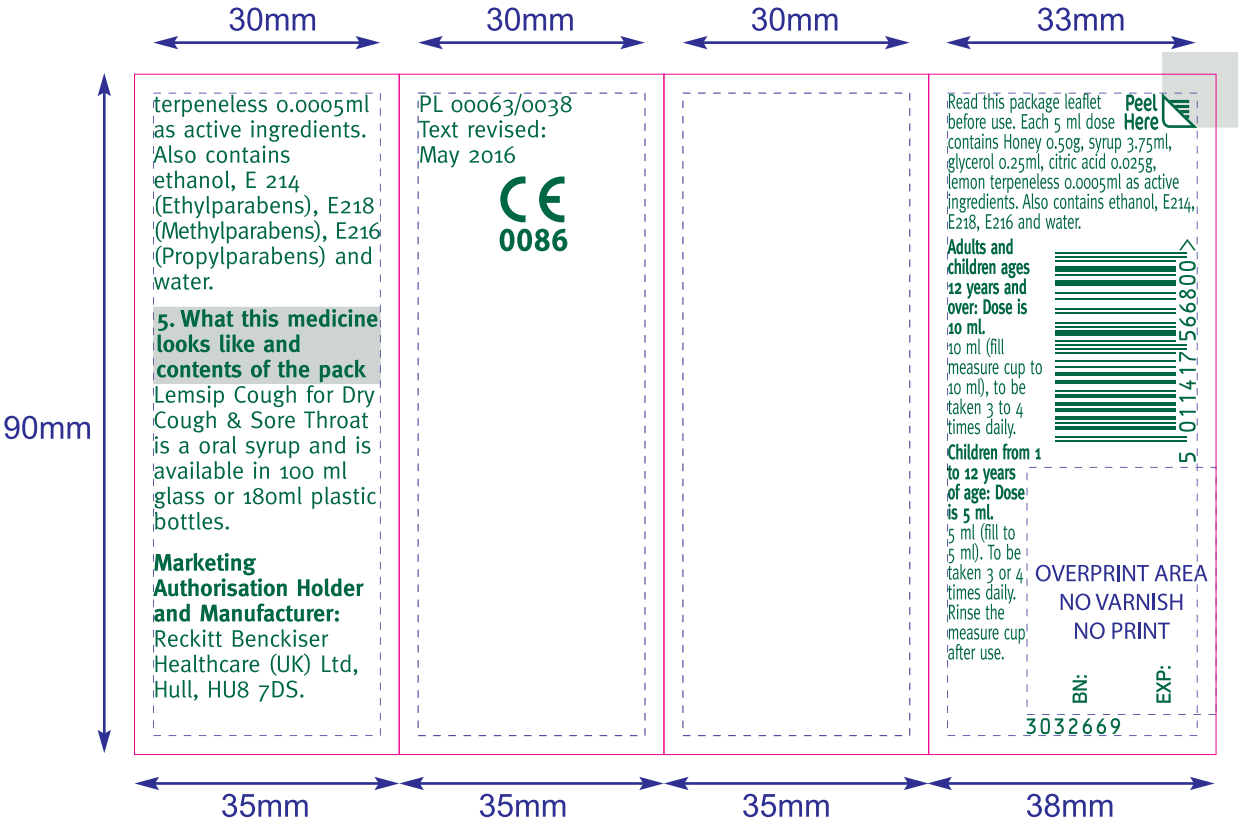 30mm
30mm
30mm
33mm
90mm
terpeneless 0.0005ml
as active ingredients.
Also contains
ethanol, E 214
(Ethylparabens), E218
(Methylparabens), E216
(Propylparabens) and
water.
5. What this medicine
looks like and
contents of the pack
Lemsip Cough for Dry
Cough & Sore Throat
is a oral syrup and is
available in 100 ml
glass or 180ml plastic
bottles.
Marketing
Authorisation Holder
and Manufacturer:
Reckitt Benckiser
Healthcare (UK) Ltd,
Hull, HU8 7DS.
PL 00063/0038
Text revised:
May 2016
CE
0086
Peel
Here
Read this package leaflet
before use. Each 5 ml dose
contains Honey 0.50g, syrup 3.75ml,
glycerol 0.25ml, citric acid 0.025g,
lemon terpeneless 0.0005ml as active
ingredients. Also contains ethanol, E214,
E218, E216 and water.
Adults and
children ages
12 years and
over: Dose is
10 ml.
10 ml (fill
measure cup to
10 ml), to be
taken 3 to 4
times daily.
Children from 1
to 12 years
of age: Dose
is 5 ml.
5 ml (fill to
5 ml). To be
taken 3 or 4
times daily.
Rinse the
measure cup
after use.
5 011417 566800 >
OVERPRINT AREA
NO VARNISH
NO PRINT
BN:
EXP:
3032669
35mm
35mm
35mm
38mm